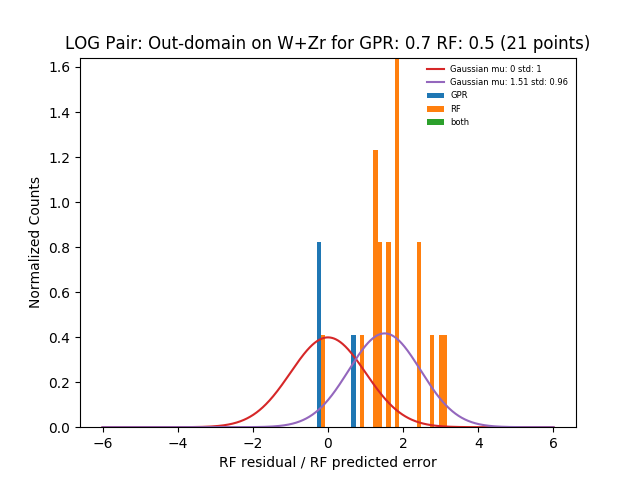 LOG Pair: Out-domain on W+Zr for GPR: 0.7 RF: 0.5 (21 points)
Gaussian mu: 0 std: 1
Gaussian mu: 1.51 std: 0.96
GPR
RF
both
1.6
1.4
1.2
1.0
0.8
0.6
0.4
0.2
0.0
Normalized Counts
−6
−4
−2
0
2
4
6
RF residual / RF predicted error